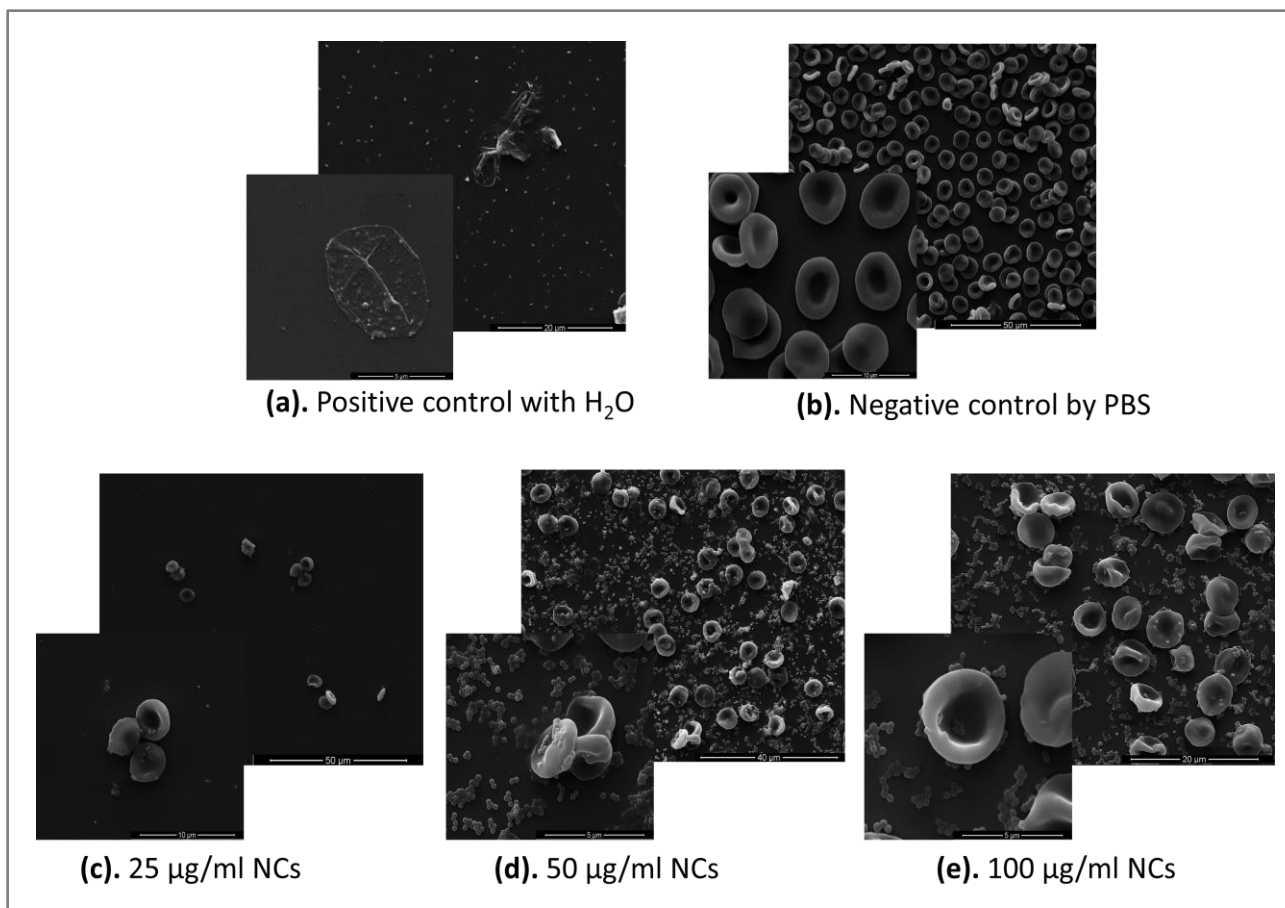 20 µm
5 µm
(a). Positive control with H₂O
50 µm
10 µm
(b). Negative control by PBS
50 µm
10 µm
(c). 25 µg/ml NCs
40 µm
5 µm
(d). 50 µg/ml NCs
20 µm
5 µm
(e). 100 µg/ml NCs